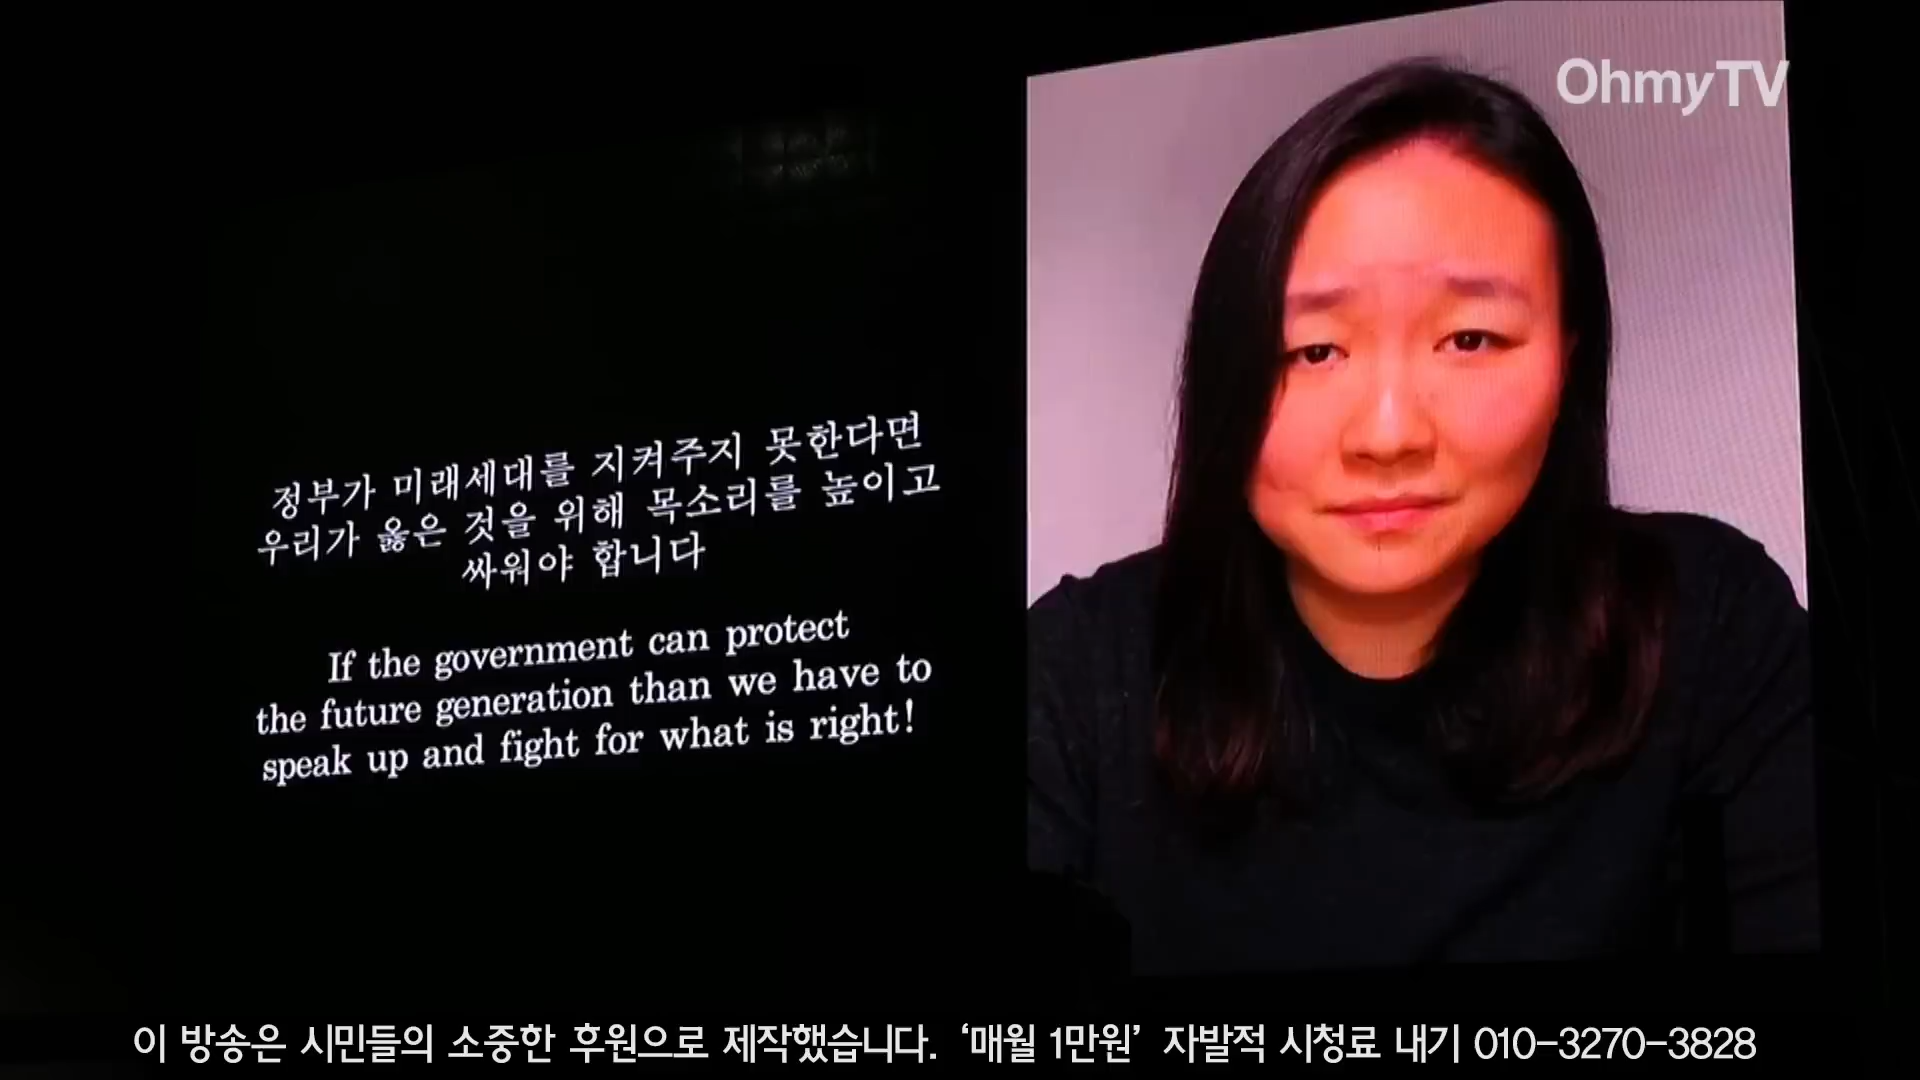 OhmyTV
정부가 미래세대를 지켜주지 못한다면
우리가 옳은 것을 위해 목소리를 높이고
싸워야 합니다
If the government can protect
the future generation than we have to
speak up and fight for what is right!
이 방송은 시민들의 소중한 후원으로 제작했습니다. ‘매월 1만원’ 자발적 시청료 내기 010-3270-3828